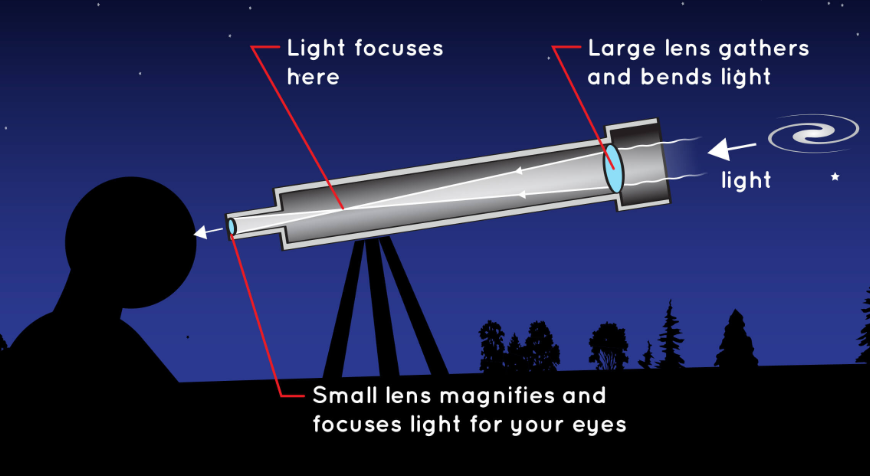 Light focuses
here
Large lens gathers
and bends light
light
Small lens magnifies and
focuses light for your eyes